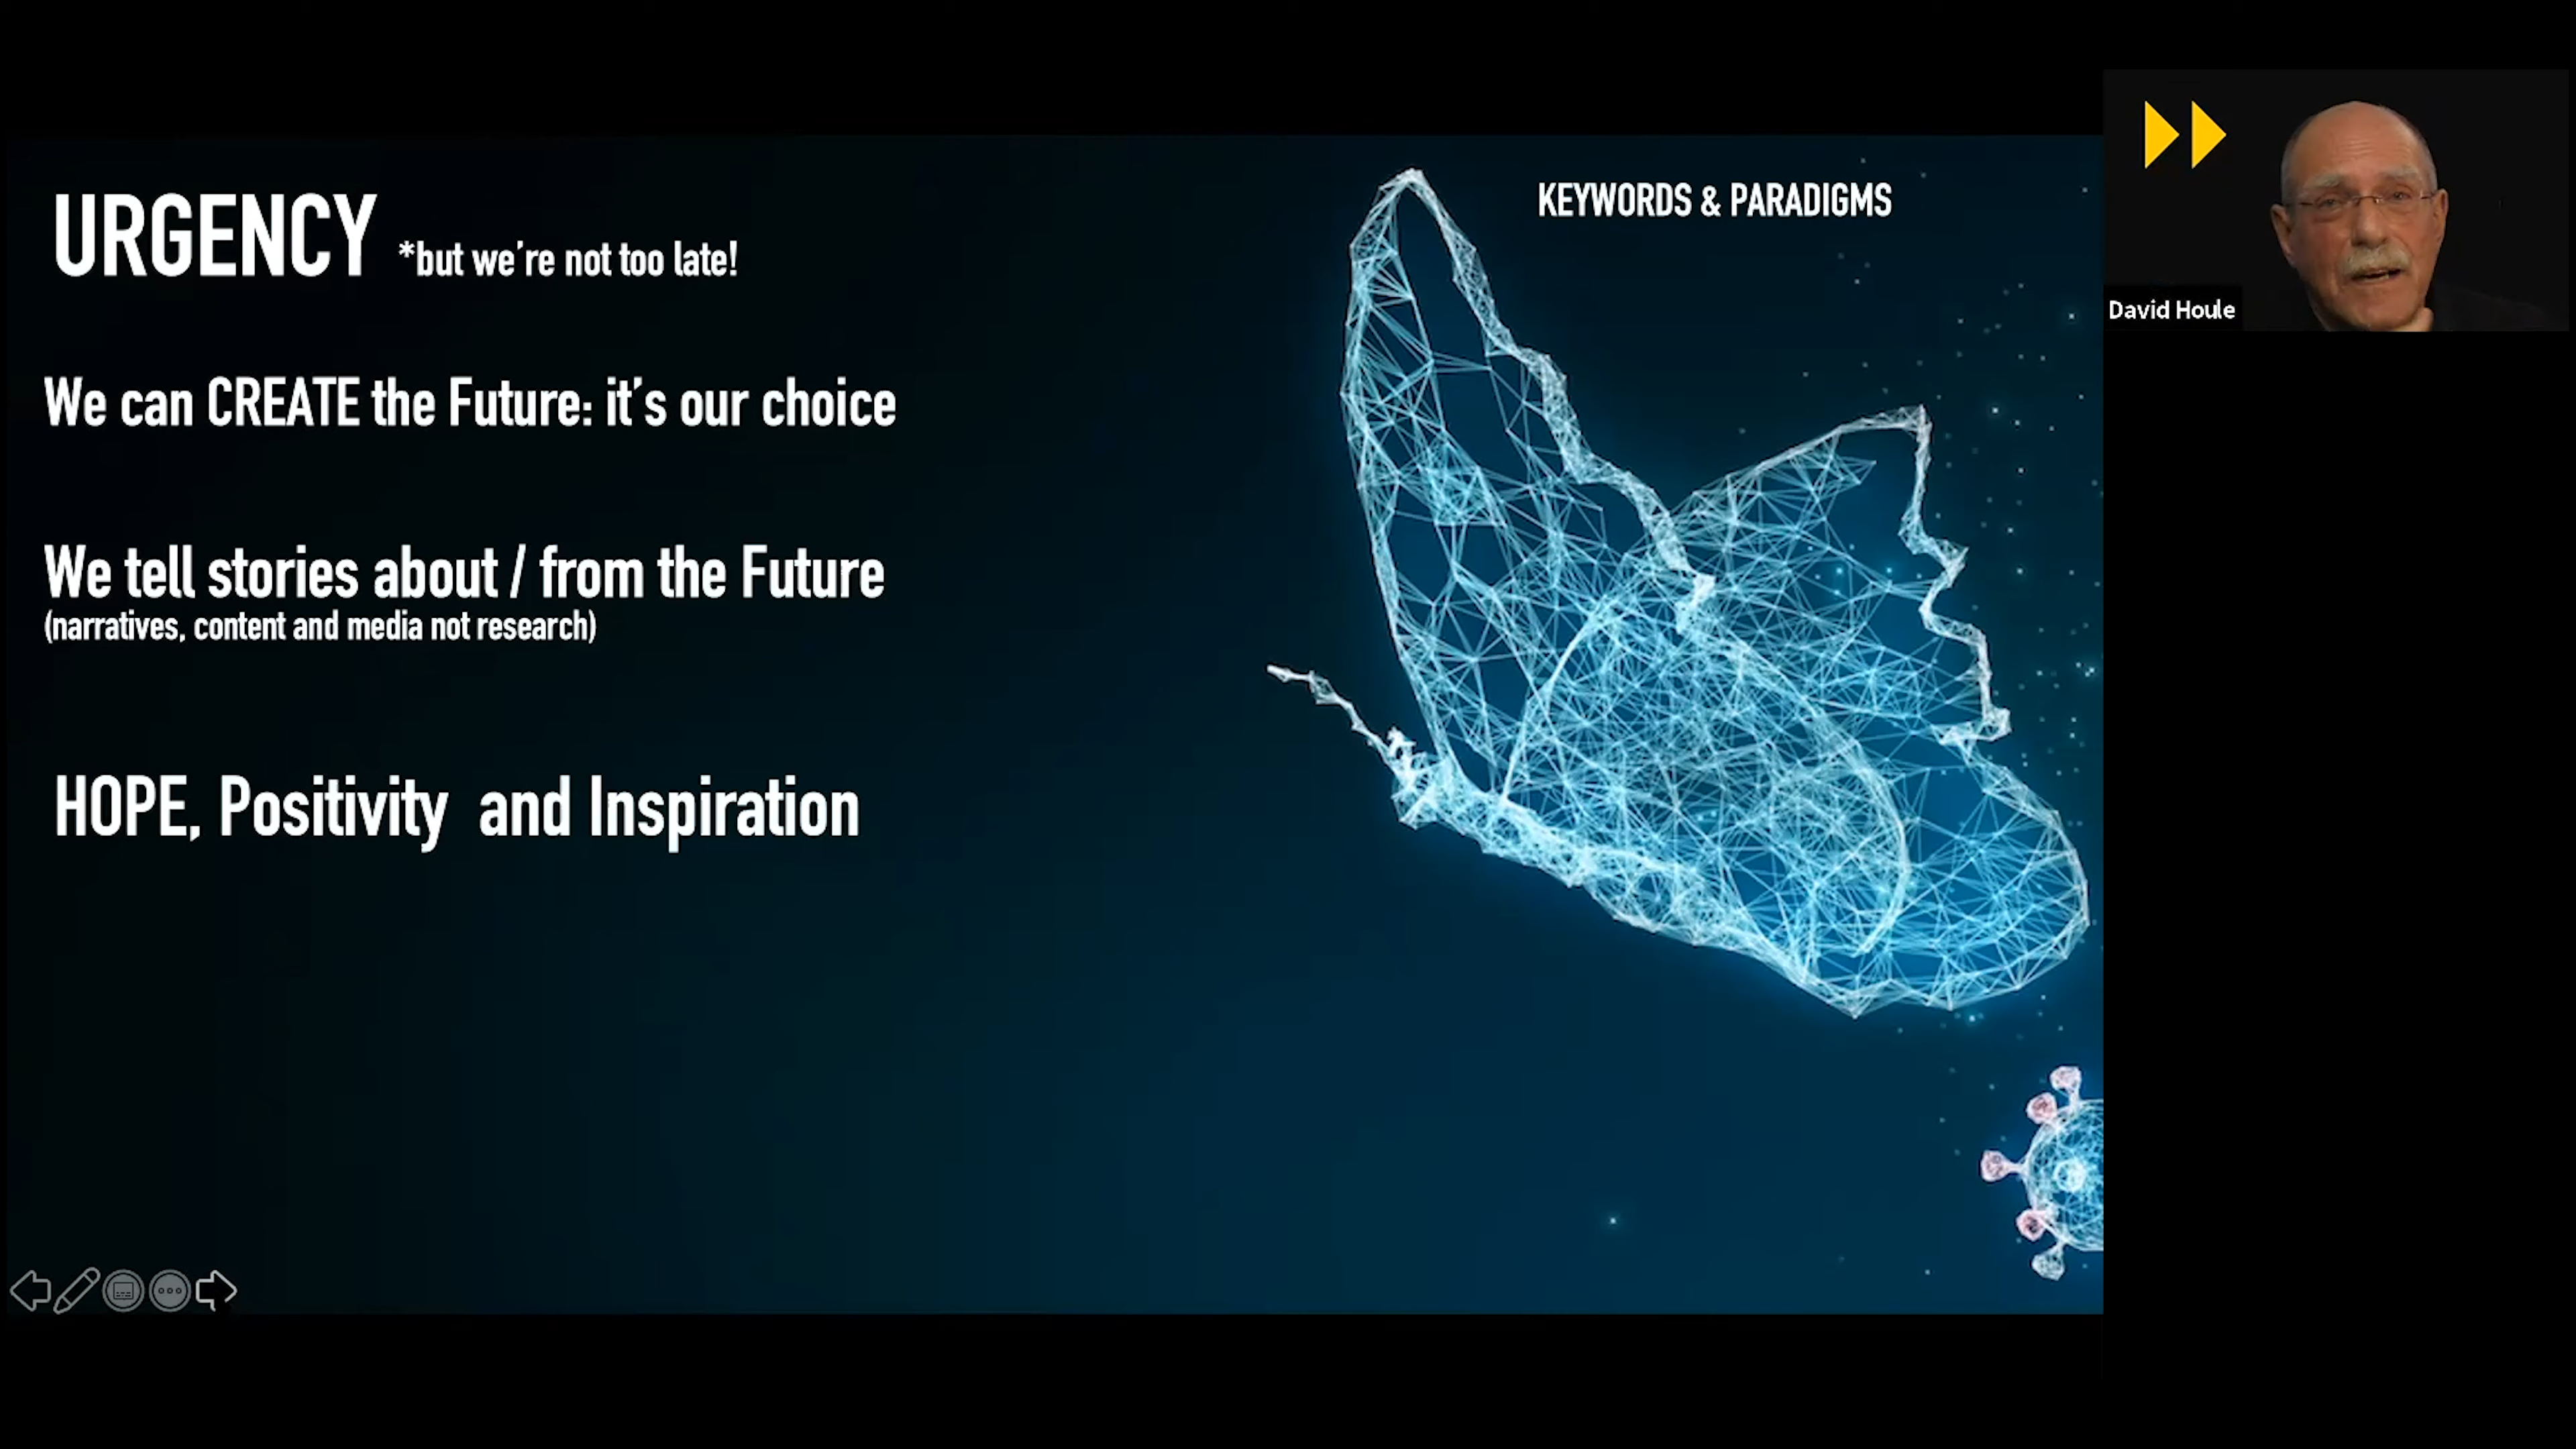 URGENCY *but we're not too late!
KEYWORDS & PARADIGMS
We can CREATE the Future: it's our choice
We tell stories about / from the Future
(narratives, content and media not research)
HOPE, Positivity and Inspiration
David Houle